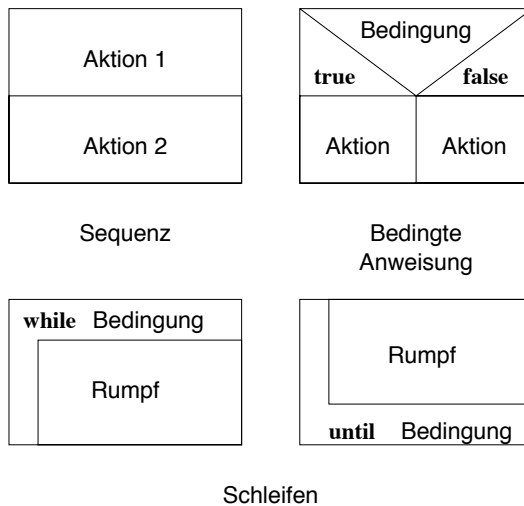 Aktion 1
Aktion 2
Sequenz
Bedingung
true false
Aktion Aktion
Bedingte
Anweisung
while Bedingung
Rumpf
Rumpf
until Bedingung
Schleifen